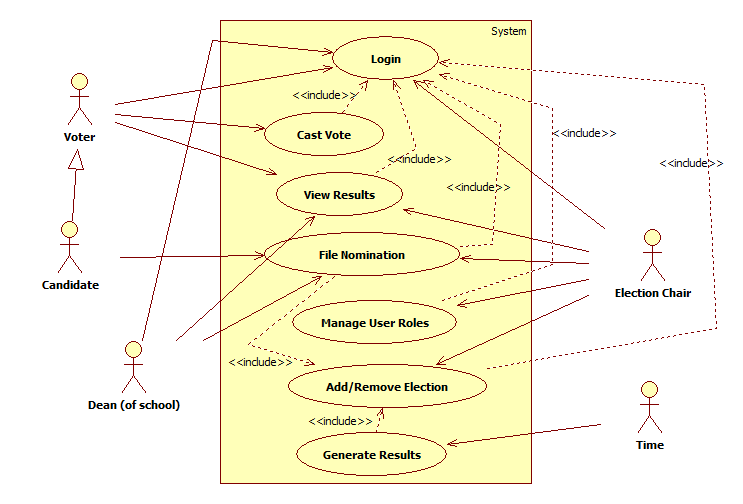 System
Login
<<include>>
Voter
Cast Vote
<<include>>
<<include>>
<<include>>
View Results
<<include>>
File Nomination
Candidate
Election Chair
Manage User Roles
<<include>>
Add/Remove Election
Dean (of school)
<<include>>
Generate Results
Time